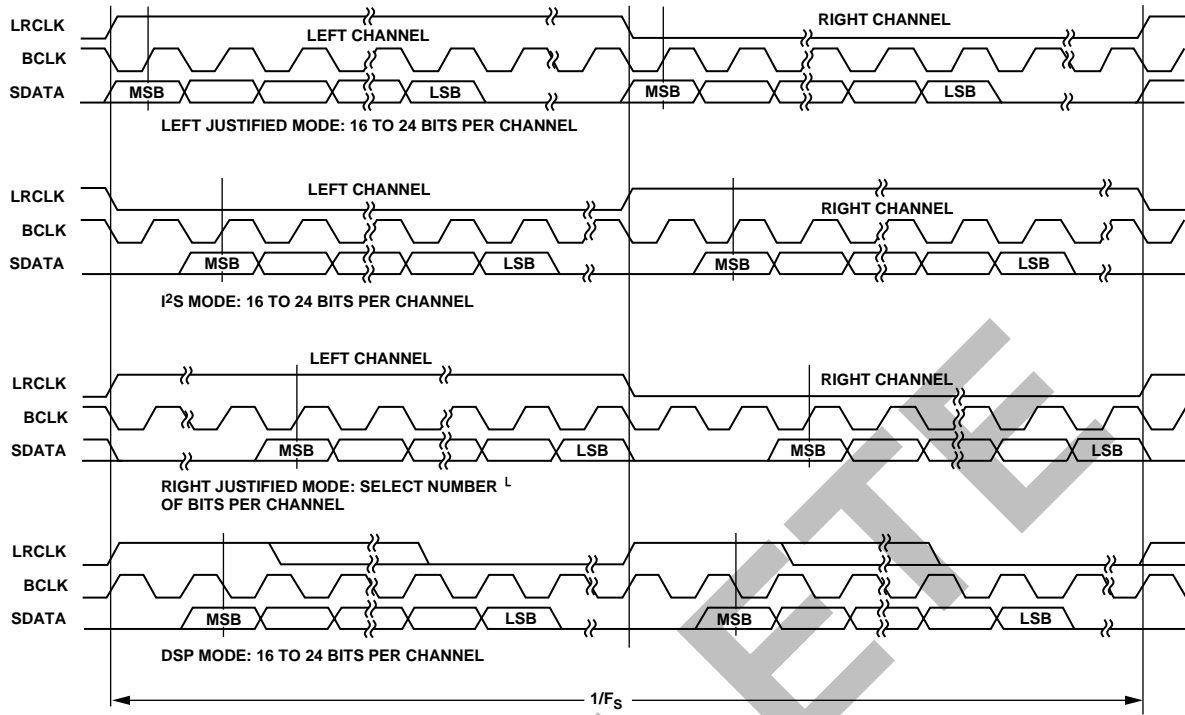 LRCLK
LEFT CHANNEL
RIGHT CHANNEL
BCLK
SDATA
MSB
LSB
MSB
LSB
LEFT JUSTIFIED MODE: 16 TO 24 BITS PER CHANNEL
LRCLK
LEFT CHANNEL
RIGHT CHANNEL
BCLK
SDATA
MSB
LSB
MSB
LSB
I²S MODE: 16 TO 24 BITS PER CHANNEL
LRCLK
LEFT CHANNEL
RIGHT CHANNEL
BCLK
SDATA
MSB
LSB
MSB
LSB
RIGHT JUSTIFIED MODE: SELECT NUMBER
OF BITS PER CHANNEL
LRCLK
BCLK
SDATA
MSB
LSB
MSB
LSB
DSP MODE: 16 TO 24 BITS PER CHANNEL
1/FS
ETE